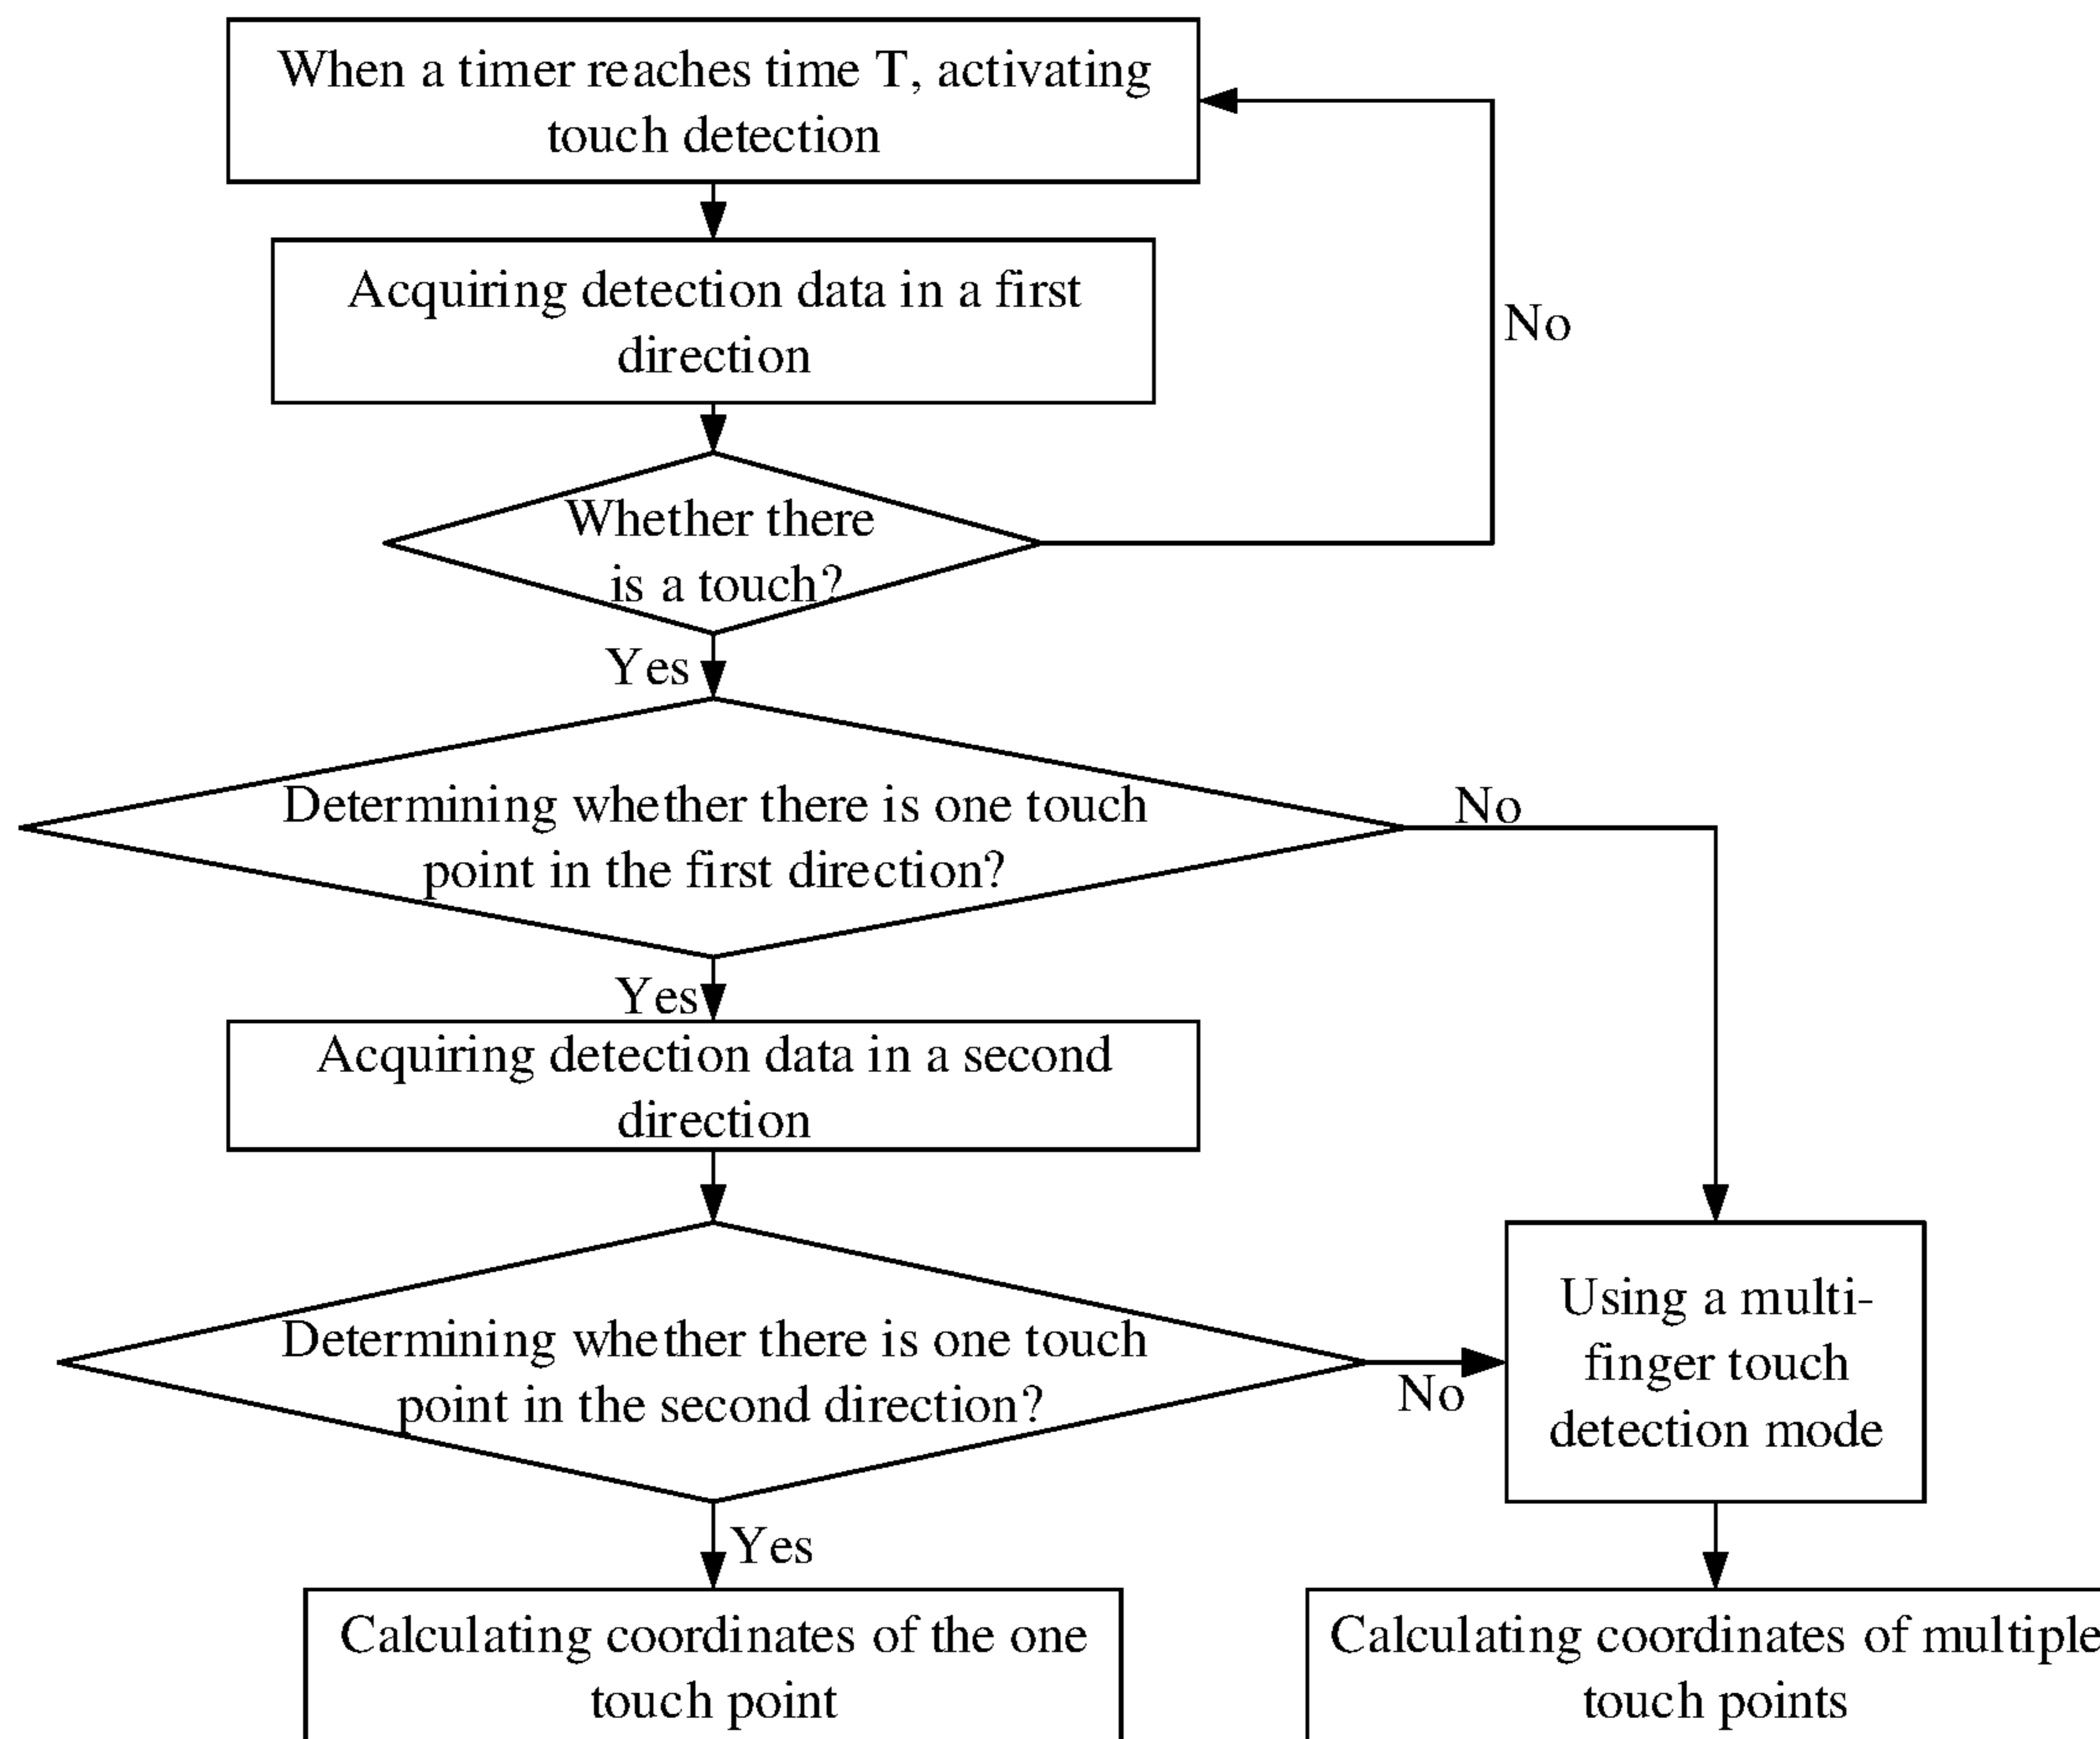 When a timer reaches time T, activating
touch detection
Acquiring detection data in a first
direction
No
Whether there
is a touch?
Yes
Determining whether there is one touch
point in the first direction?
No
Yes
Acquiring detection data in a second
direction
Determining whether there is one touch
point in the second direction?
No
Using a multi-
finger touch
detection mode
Yes
Calculating coordinates of the one
touch point
Calculating coordinates of multiple
touch points